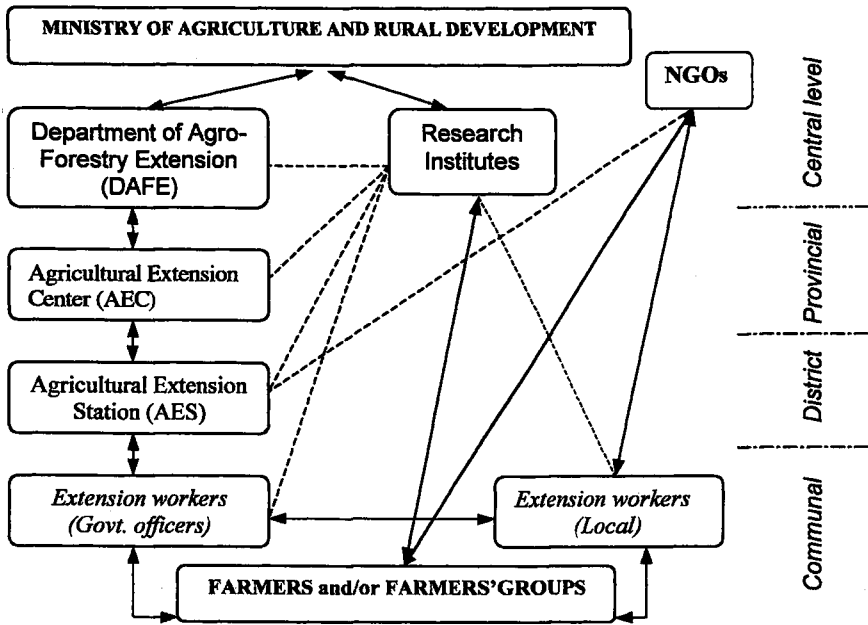 MINISTRY OF AGRICULTURE AND RURAL DEVELOPMENT
NGOs
Department of Agro-
Forestry Extension
(DAFE)
Research
Institutes
Central level
Agricultural Extension
Center (AEC)
Provincial
Agricultural Extension
Station (AES)
District
Extension workers
(Govt. officers)
Extension workers
(Local)
Communal
FARMERS and/or FARMERS'GROUPS